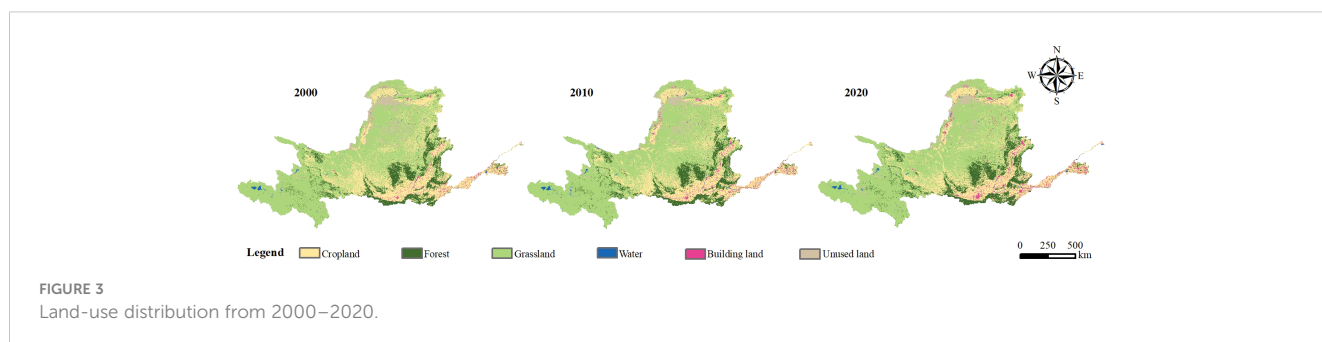 N
W E
S
2000 2010 2020
Legend Cropland Forest Grassland Water Building land Unused land
0 250 500
km
FIGURE 3
Land-use distribution from 2000–2020.